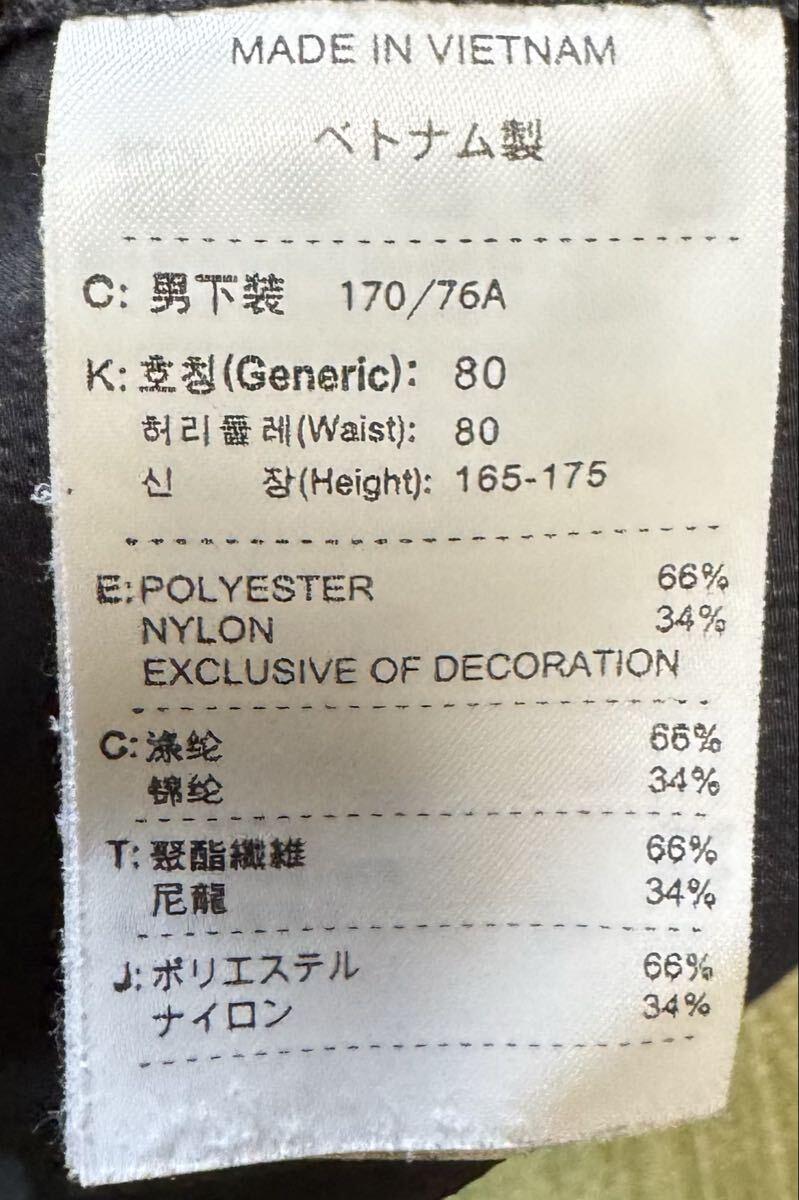 MADE IN VIETNAM
ベトナム製
C: 男下装 170/76A
K: 호칭(Generic): 80
허리둘레(Waist): 80
신 장(Height): 165-175
E: POLYESTER 66%
NYLON 34%
EXCLUSIVE OF DECORATION
C: 涤纶 66%
锦纶 34%
T: 聚酯纖維 66%
尼龍 34%
J: ポリエステル 66%
ナイロン 34%